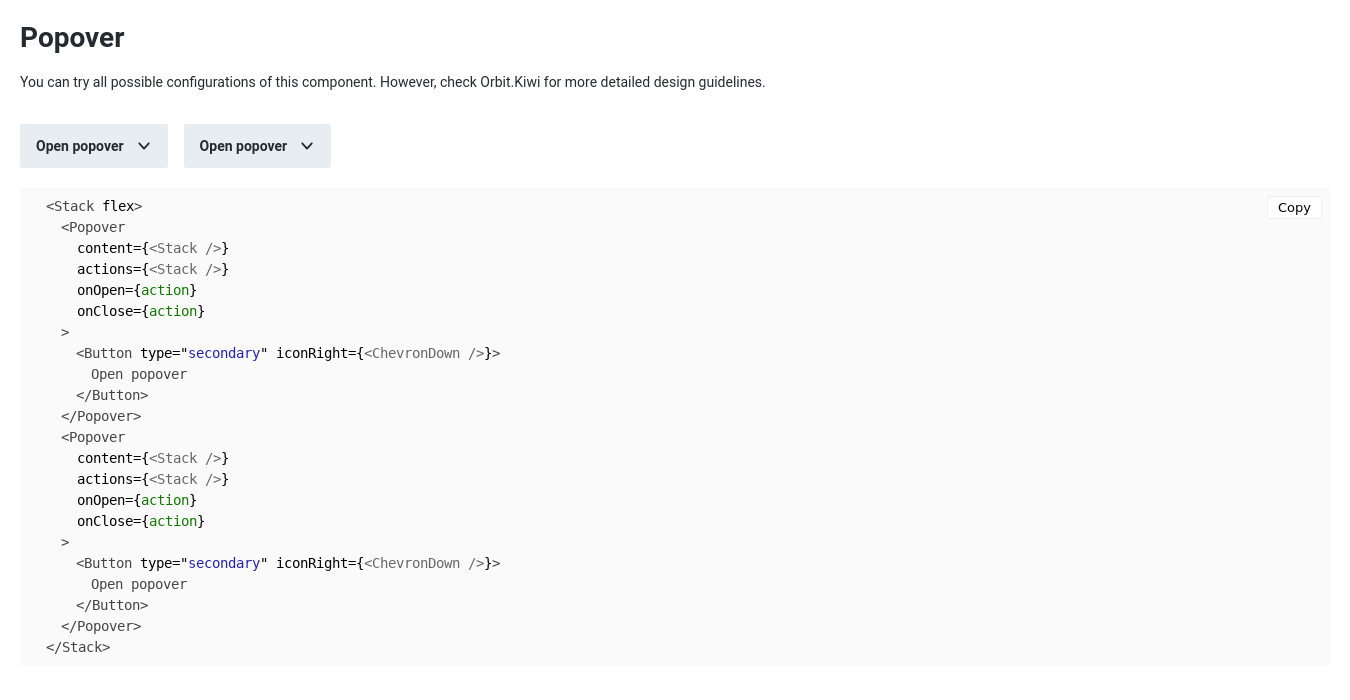 Popover
You can try all possible configurations of this component. However, check Orbit.Kiwi for more detailed design guidelines.
Open popover Open popover
Copy
<Stack flex>
<Popover
content={<Stack />}
actions={<Stack />}
onOpen={action}
onClose={action}
>
<Button type="secondary" iconRight={<ChevronDown />}>
Open popover
</Button>
</Popover>
<Popover
content={<Stack />}
actions={<Stack />}
onOpen={action}
onClose={action}
>
<Button type="secondary" iconRight={<ChevronDown />}>
Open popover
</Button>
</Popover>
</Stack>